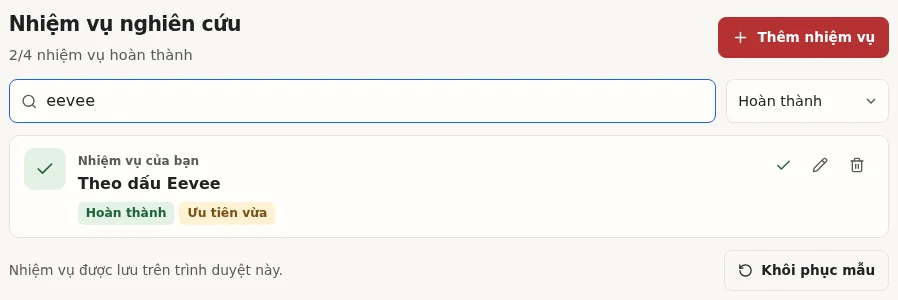 Nhiệm vụ nghiên cứu
2/4 nhiệm vụ hoàn thành
Thêm nhiệm vụ
eevee
Hoàn thành
Nhiệm vụ của bạn
Theo dấu Eevee
Hoàn thành
Ưu tiên vừa
Nhiệm vụ được lưu trên trình duyệt này.
Khôi phục mẫu